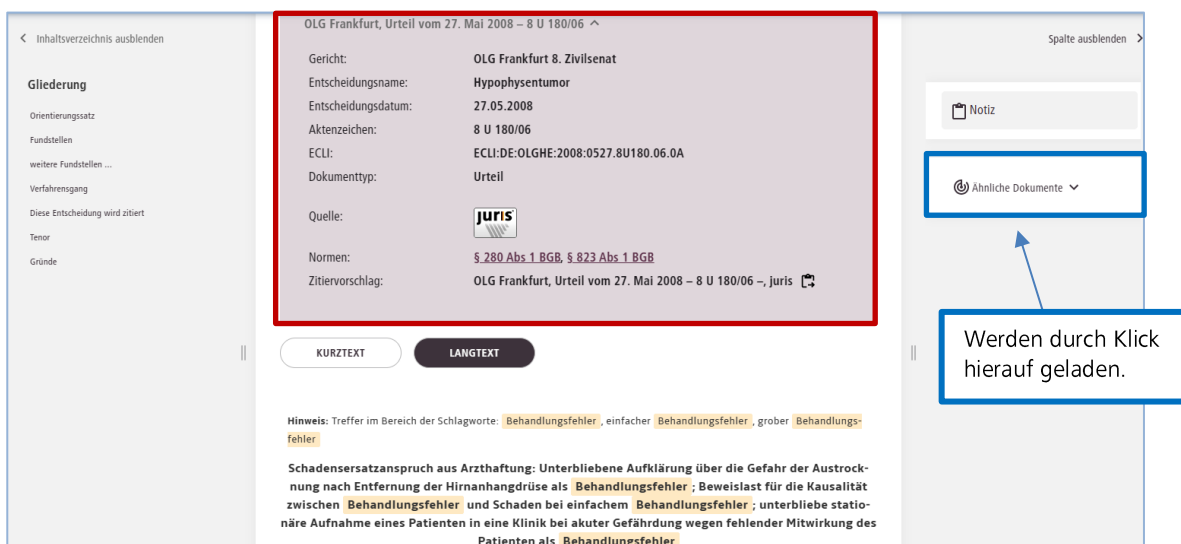 Inhaltsverzeichnis ausblenden
Gliederung
Orientierungssatz
Fundstellen
weitere Fundstellen ...
Verfahrensgang
Diese Entscheidung wird zitiert
Tenor
Gründe
OLG Frankfurt, Urteil vom 27. Mai 2008 – 8 U 180/06
Gericht: OLG Frankfurt 8. Zivilsenat
Entscheidungsname: Hypophysentumor
Entscheidungsdatum: 27.05.2008
Aktenzeichen: 8 U 180/06
ECLI: ECLI:DE:OLGHE:2008:0527.8U180.06.0A
Dokumenttyp: Urteil
Quelle: juris
Normen: § 280 Abs 1 BGB, § 823 Abs 1 BGB
Zitiervorschlag: OLG Frankfurt, Urteil vom 27. Mai 2008 – 8 U 180/06 –, juris
KURZTEXT LANGTEXT
Hinweis: Treffer im Bereich der Schlagworte: Behandlungsfehler , einfacher Behandlungsfehler , grober Behandlungs-
fehler
Schadensersatzanspruch aus Arzthaftung: Unterbliebene Aufklärung über die Gefahr der Austrock-
nung nach Entfernung der Hirnanhangdrüse als Behandlungsfehler ; Beweislast für die Kausalität
zwischen Behandlungsfehler und Schaden bei einfachem Behandlungsfehler ; unterbliebe statio-
näre Aufnahme eines Patienten in eine Klinik bei akuter Gefährdung wegen fehlender Mitwirkung des
Patienten als Behandlungsfehler
Spalte ausblenden
Notiz
Ähnliche Dokumente
Werden durch Klick
hierauf geladen.